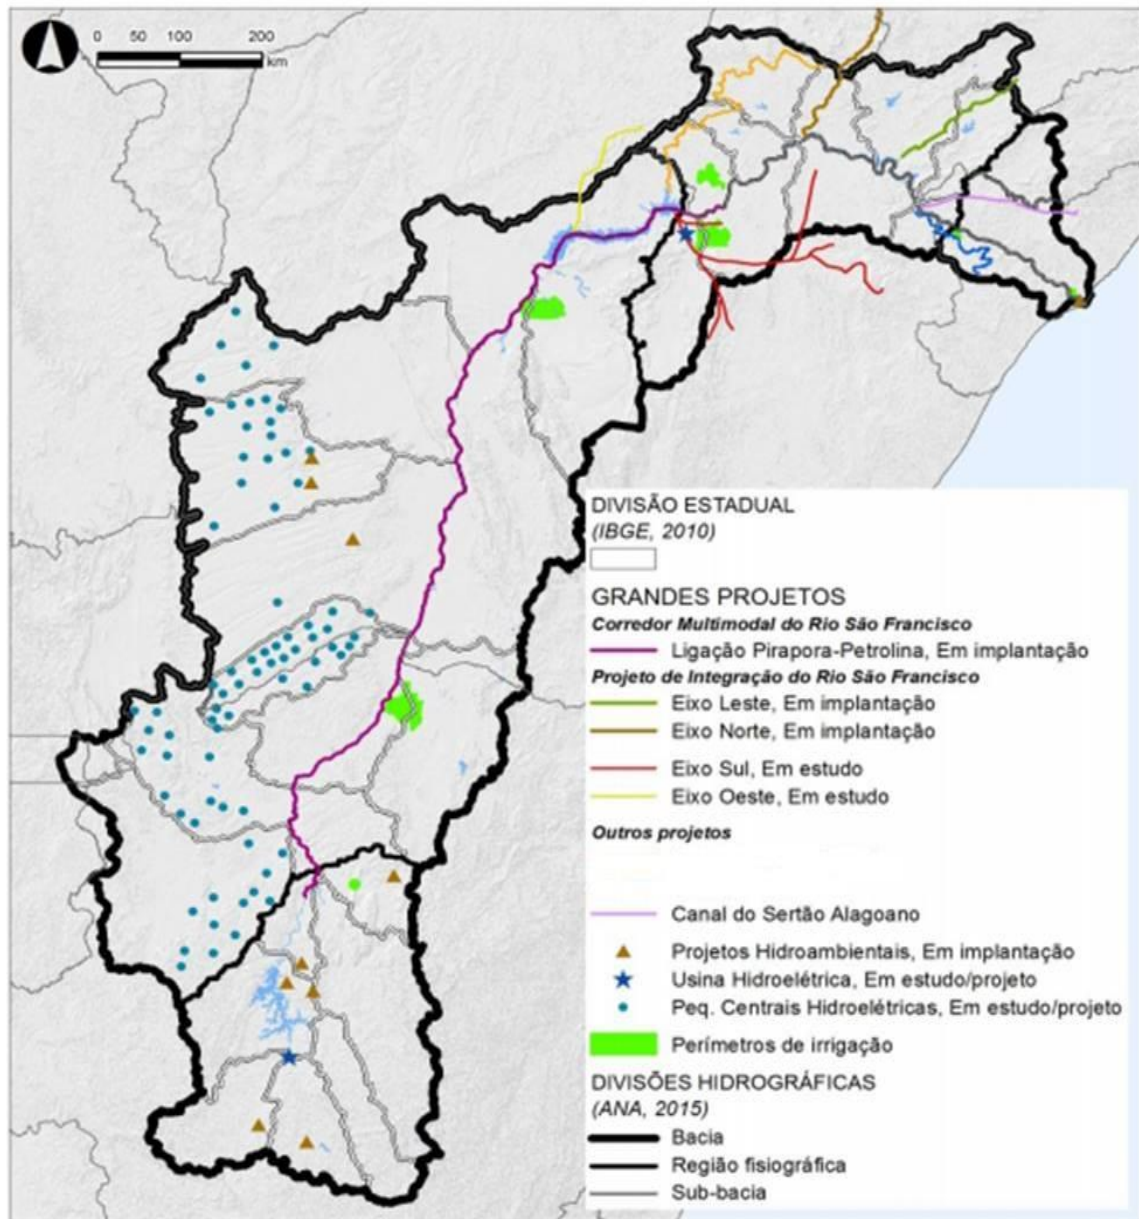 0 50 100 200
km
DIVISÃO ESTADUAL
(IBGE, 2010)
GRANDES PROJETOS
Corredor Multimodal do Rio São Francisco
Ligação Pirapora-Petrolina, Em implantação
Projeto de Integração do Rio São Francisco
Eixo Leste, Em implantação
Eixo Norte, Em implantação
Eixo Sul, Em estudo
Eixo Oeste, Em estudo
Outros projetos
Canal do Sertão Alagoano
Projetos Hidroambientais, Em implantação
Usina Hidroelétrica, Em estudo/projeto
Peq. Centrais Hidroelétricas, Em estudo/projeto
Perímetros de irrigação
DIVISÕES HIDROGRÁFICAS
(ANA, 2015)
Bacia
Região fisiográfica
Sub-bacia